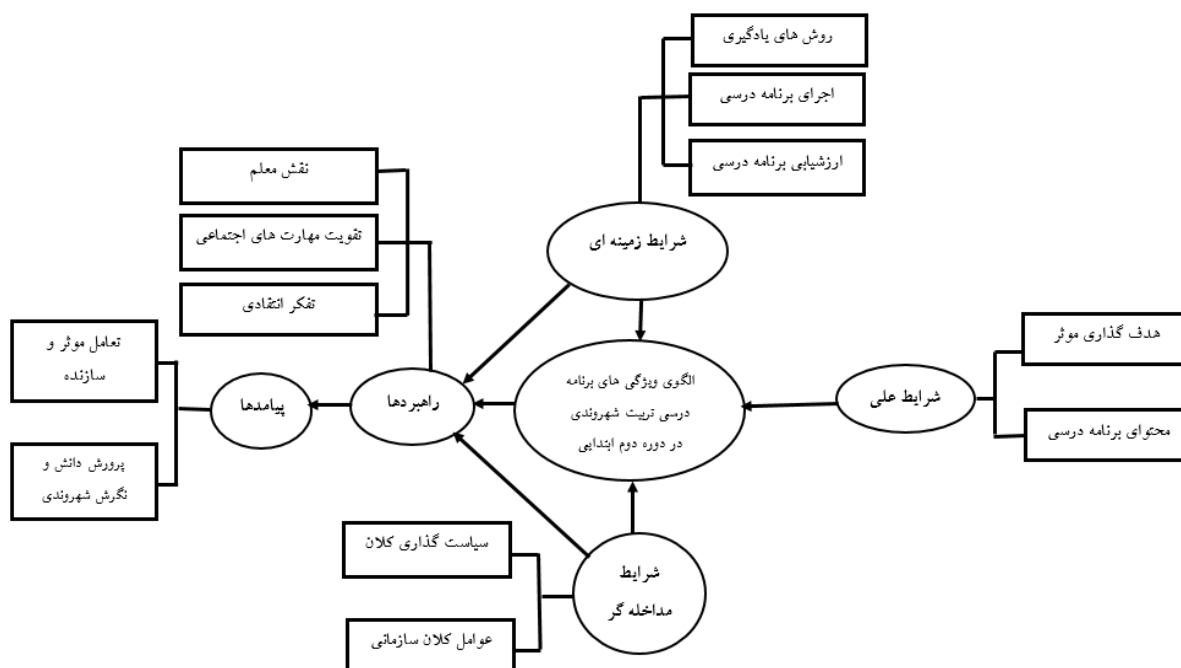 روش های یادگیری
اجرای برنامه درسی
ارزشیابی برنامه درسی
شرایط زمینه ای
نقش معلم
تقویت مهارت های اجتماعی
تفکر انتقادی
هدف گذاری موثر
محتوای برنامه درسی
شرایط علی
الگوی ویژگی های برنامه
درسی تربیت شهروندی
در دوره دوم ابتدایی
راهبردها
پیامدها
تعامل موثر و
سازنده
پرورش دانش و
نگرش شهروندی
سیاست گذاری کلان
عوامل کلان سازمانی
شرایط
مداخله گر